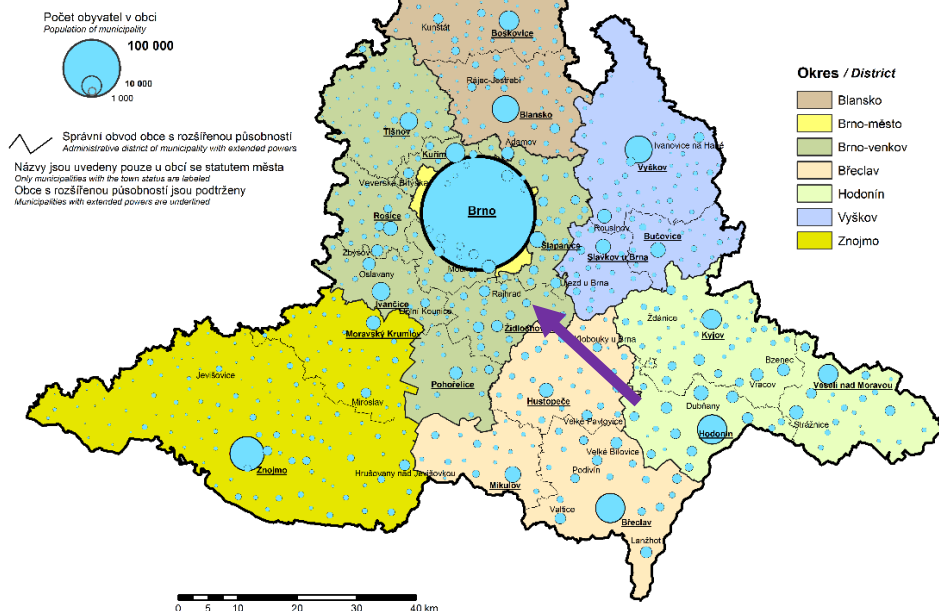 Počet obyvatel v obci
Population of municipality
100 000
10 000
1 000
Správní obvod obce s rozšířenou působností
Administrative district of municipality with extended powers
Názvy jsou uvedeny pouze u obcí se statutem města
Only municipalities with the town status are labeled
Obce s rozšířenou působností jsou podtrženy
Municipalities with extended powers are underlined
Okres / District
Blansko
Brno-město
Brno-venkov
Břeclav
Hodonín
Vyškov
Znojmo
Kunštát
Boskovice
Rájec-Jestřebí
Blansko
Tišnov
Adamov
Kuřim
Ivanovice na Hané
Vyškov
Veverská Bítýška
Brno
Rosice
Rousínov
Bučovice
Šlapanice
Slavkov u Brna
Zbýšov
Oslavany
Modřice
Újezd u Brna
Rajhrad
Ivančice
Dolní Kounice
Ždánice
Moravský Krumlov
Židlochov
Klobouky u Brna
Kyjov
Bzenec
Jevišovice
Pohořelice
Vracov
Veselí nad Moravou
Miroslav
Hustopeče
Dubňany
Velké Pavlovice
Strážnice
Hodonín
Velké Bílovice
Znojmo
Hrušovany nad Jevišovkou
Podivín
Mikulov
Valtice
Břeclav
Lanžhot
0 5 10 20 30 40 km